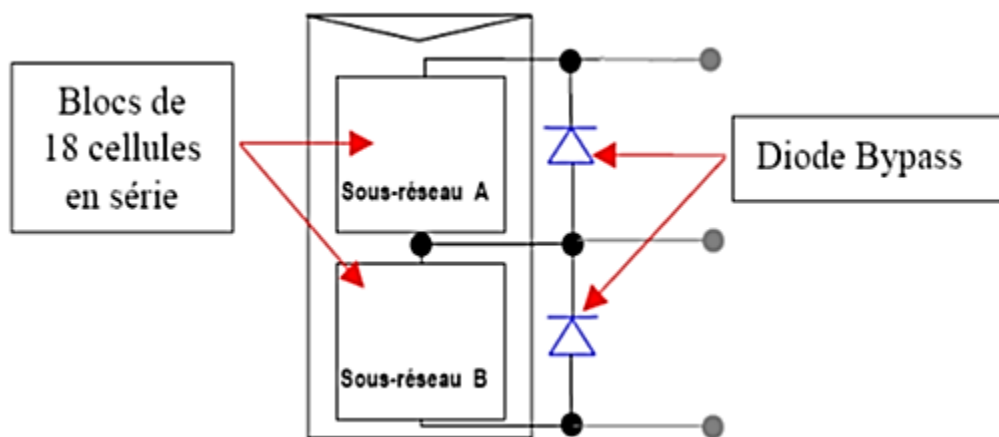 Blocs de
18 cellules
en série
Sous-réseau A
Sous-réseau B
Diode Bypass